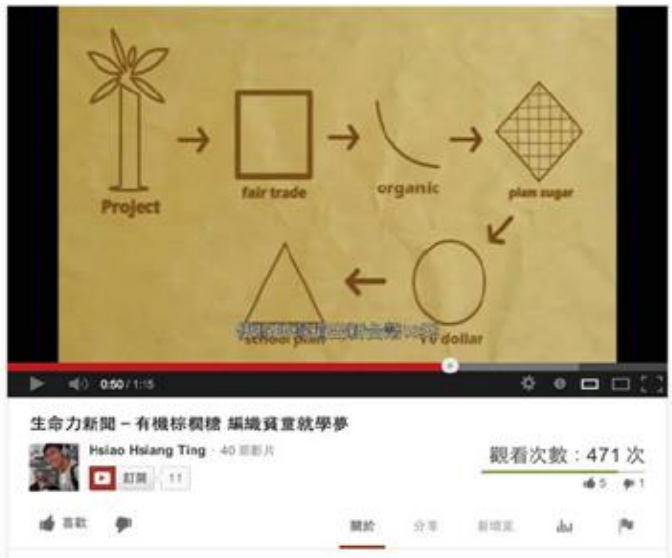 Project
fair trade
organic
plam sugar
school plan
dollar
0:50 / 1:15
生命力新聞 – 有機棕櫚糖 編織貧童就學夢
Hsiao Hsiang Ting · 40 部影片
訂閱 11
觀看次數:471 次
5 1
喜歡
關於 分享 新增至